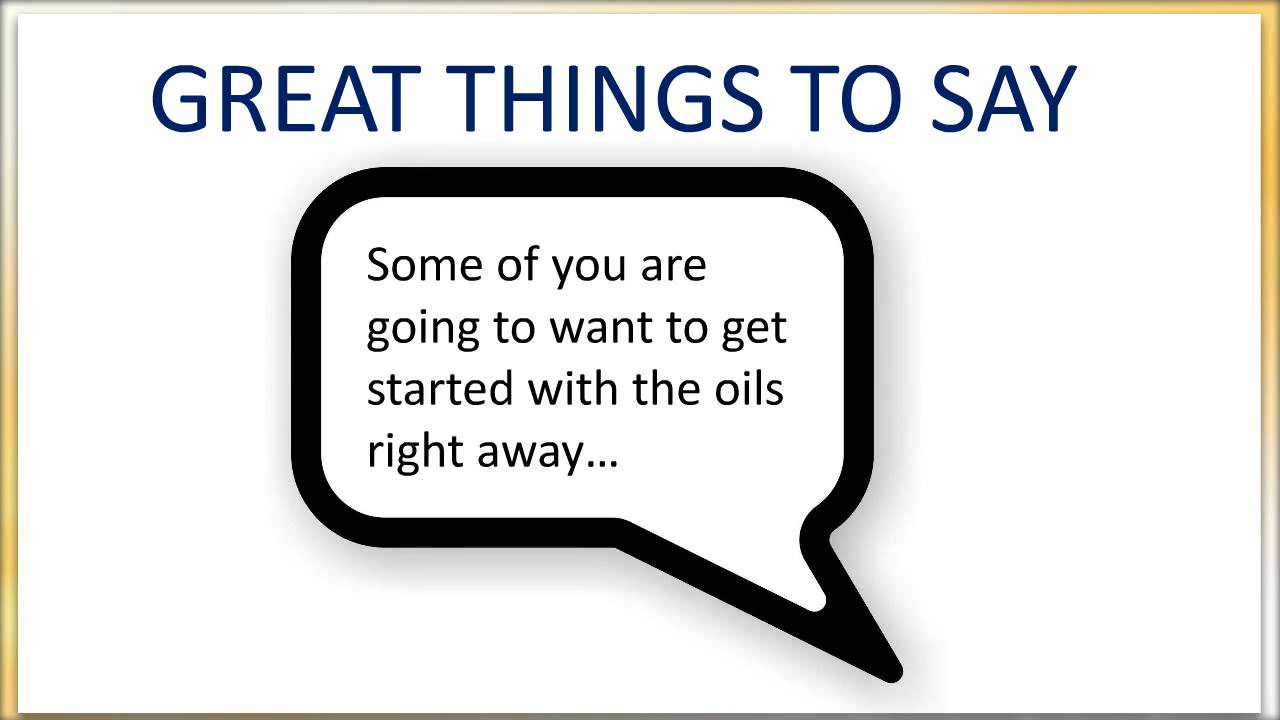 GREAT THINGS TO SAY
Some of you are
going to want to get
started with the oils
right away…